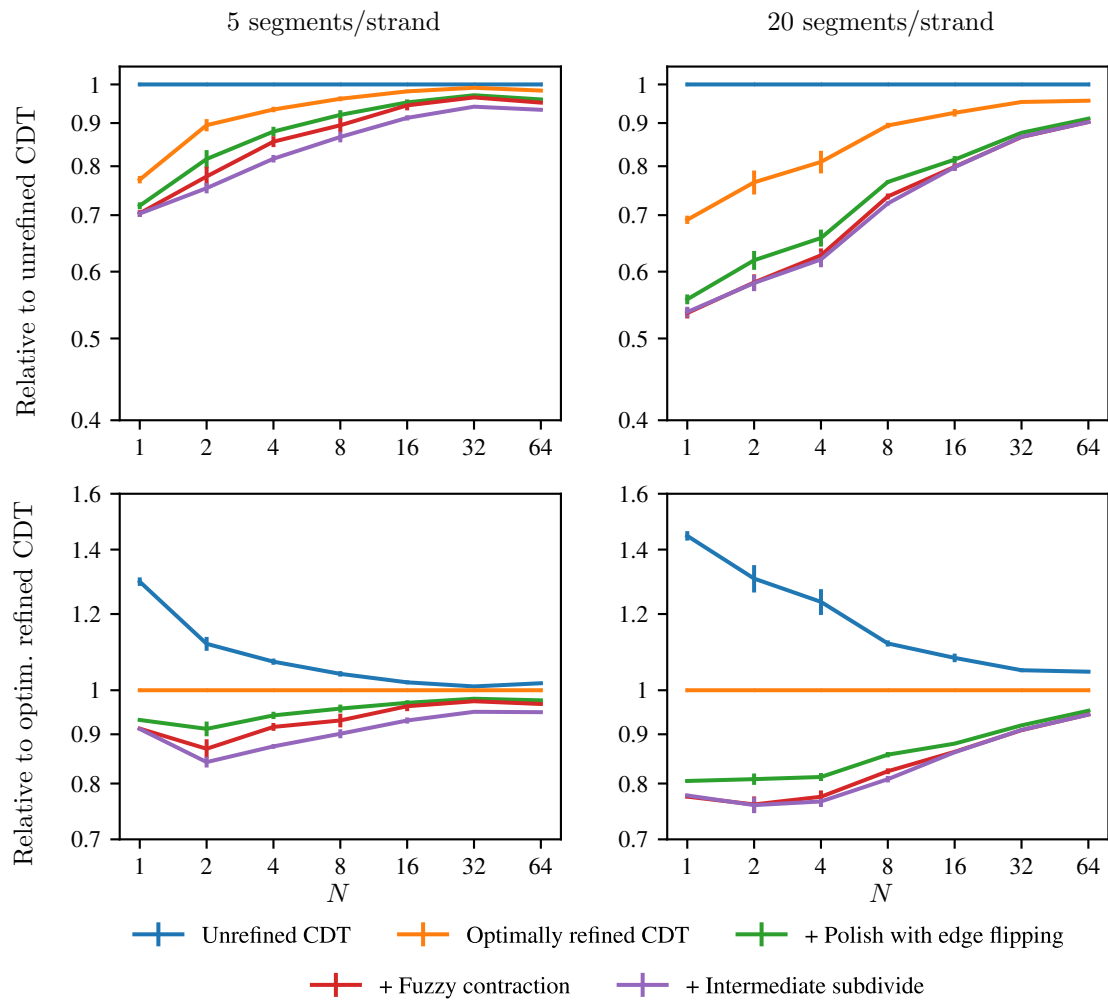 5 segments/strand
20 segments/strand
Relative to unrefined CDT
1
0.9
0.8
0.7
0.6
0.5
0.4
1 2 4 8 16 32 64
1
0.9
0.8
0.7
0.6
0.5
0.4
1 2 4 8 16 32 64
Relative to optim. refined CDT
1.6
1.4
1.2
1
0.9
0.8
0.7
1 2 4 8 16 32 64
N
1.6
1.4
1.2
1
0.9
0.8
0.7
1 2 4 8 16 32 64
N
Unrefined CDT
Optimally refined CDT
+ Polish with edge flipping
+ Fuzzy contraction
+ Intermediate subdivide